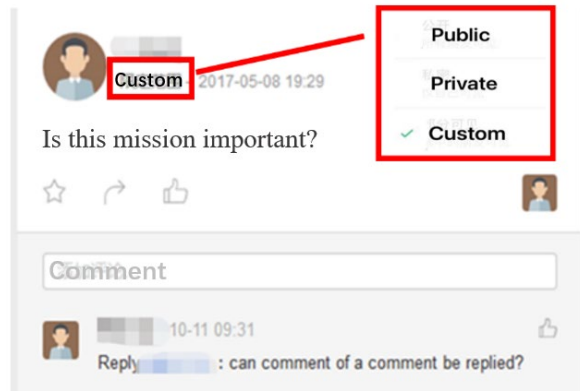 Public
Custom - 2017-05-08 19:29
Private
Custom
Is this mission important?
Comment
10-11 09:31
Reply : can comment of a comment be replied?